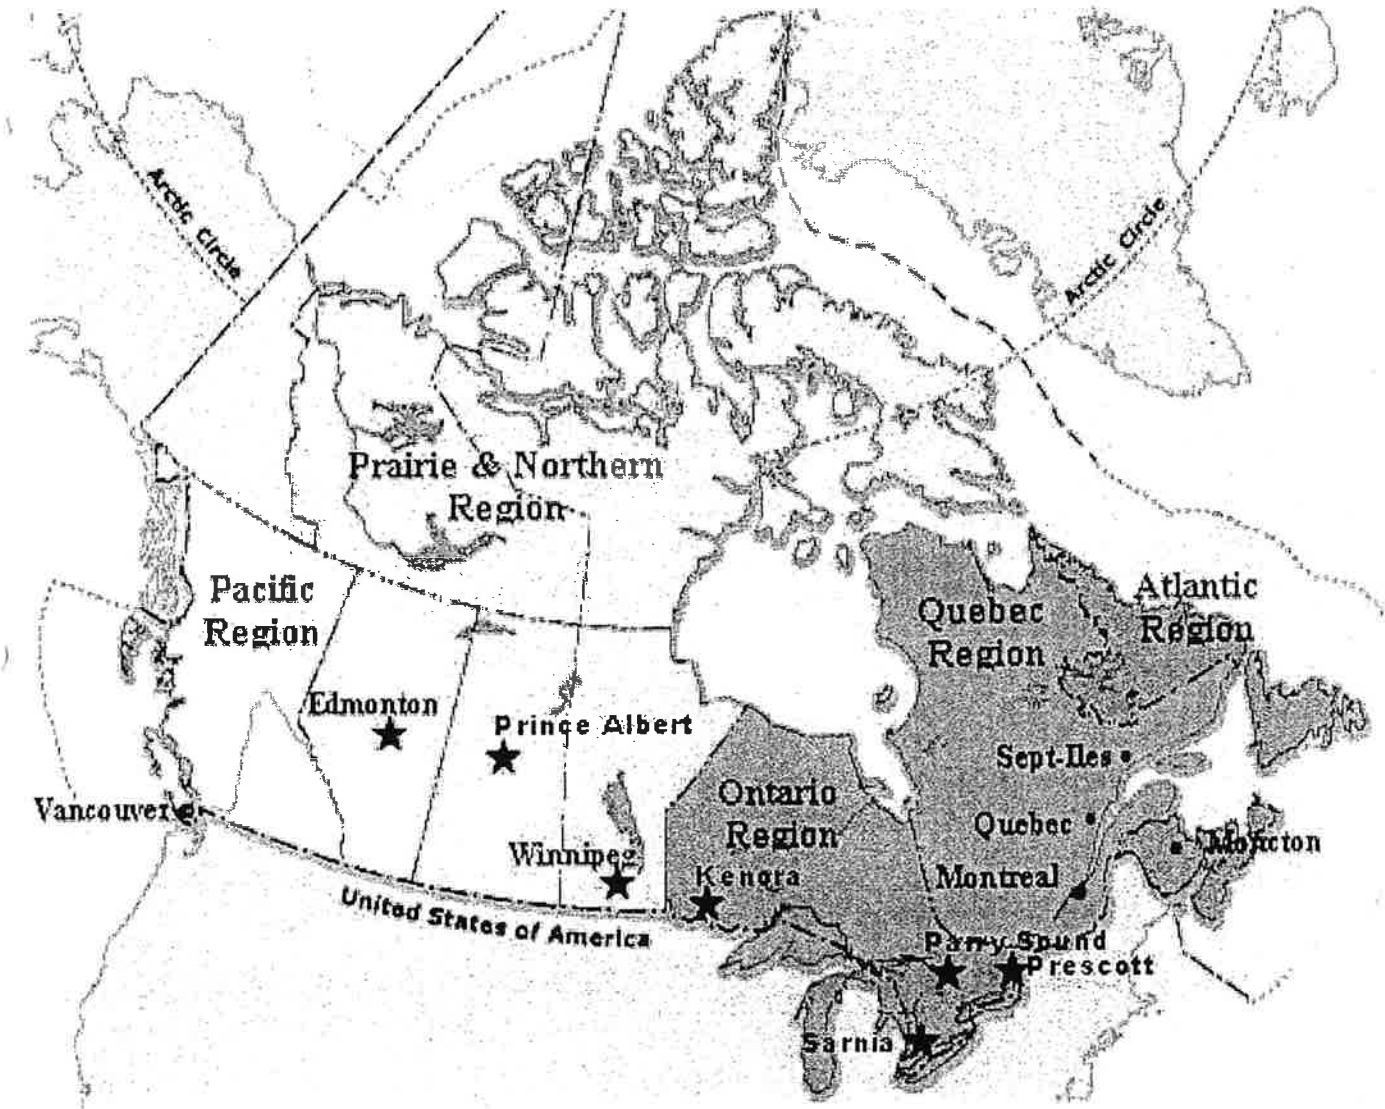 Arctic Circle
Arctic Circle
Prairie & Northern
Region
Pacific
Region
Atlantic
Region
Quebec
Region
Edmonton
Prince Albert
Sept-Iles
Ontario
Region
Vancouver
Quebec
Winnipeg
Moncton
Kenora
Montreal
United States of America
Parry Sound
Prescott
Sarnia